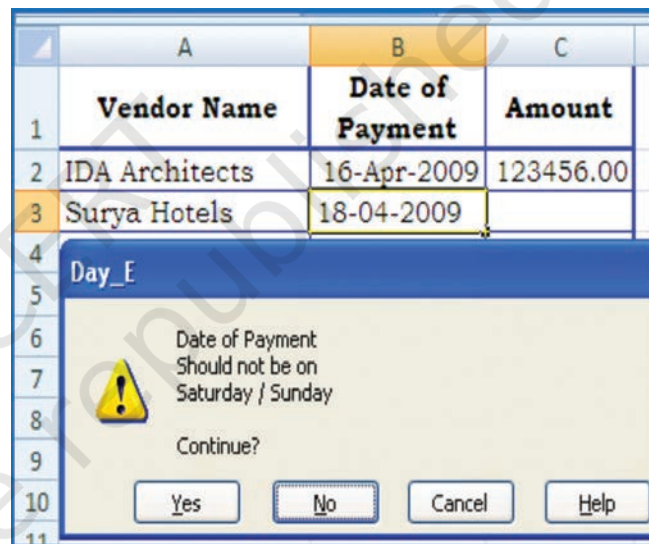 A B C
1 Vendor Name Date of Payment Amount
2 IDA Architects 16-Apr-2009 123456.00
3 Surya Hotels 18-04-2009
4
Day_E
5
6 Date of Payment
Should not be on
7 Saturday / Sunday
8
9 Continue?
10 Yes No Cancel Help
11